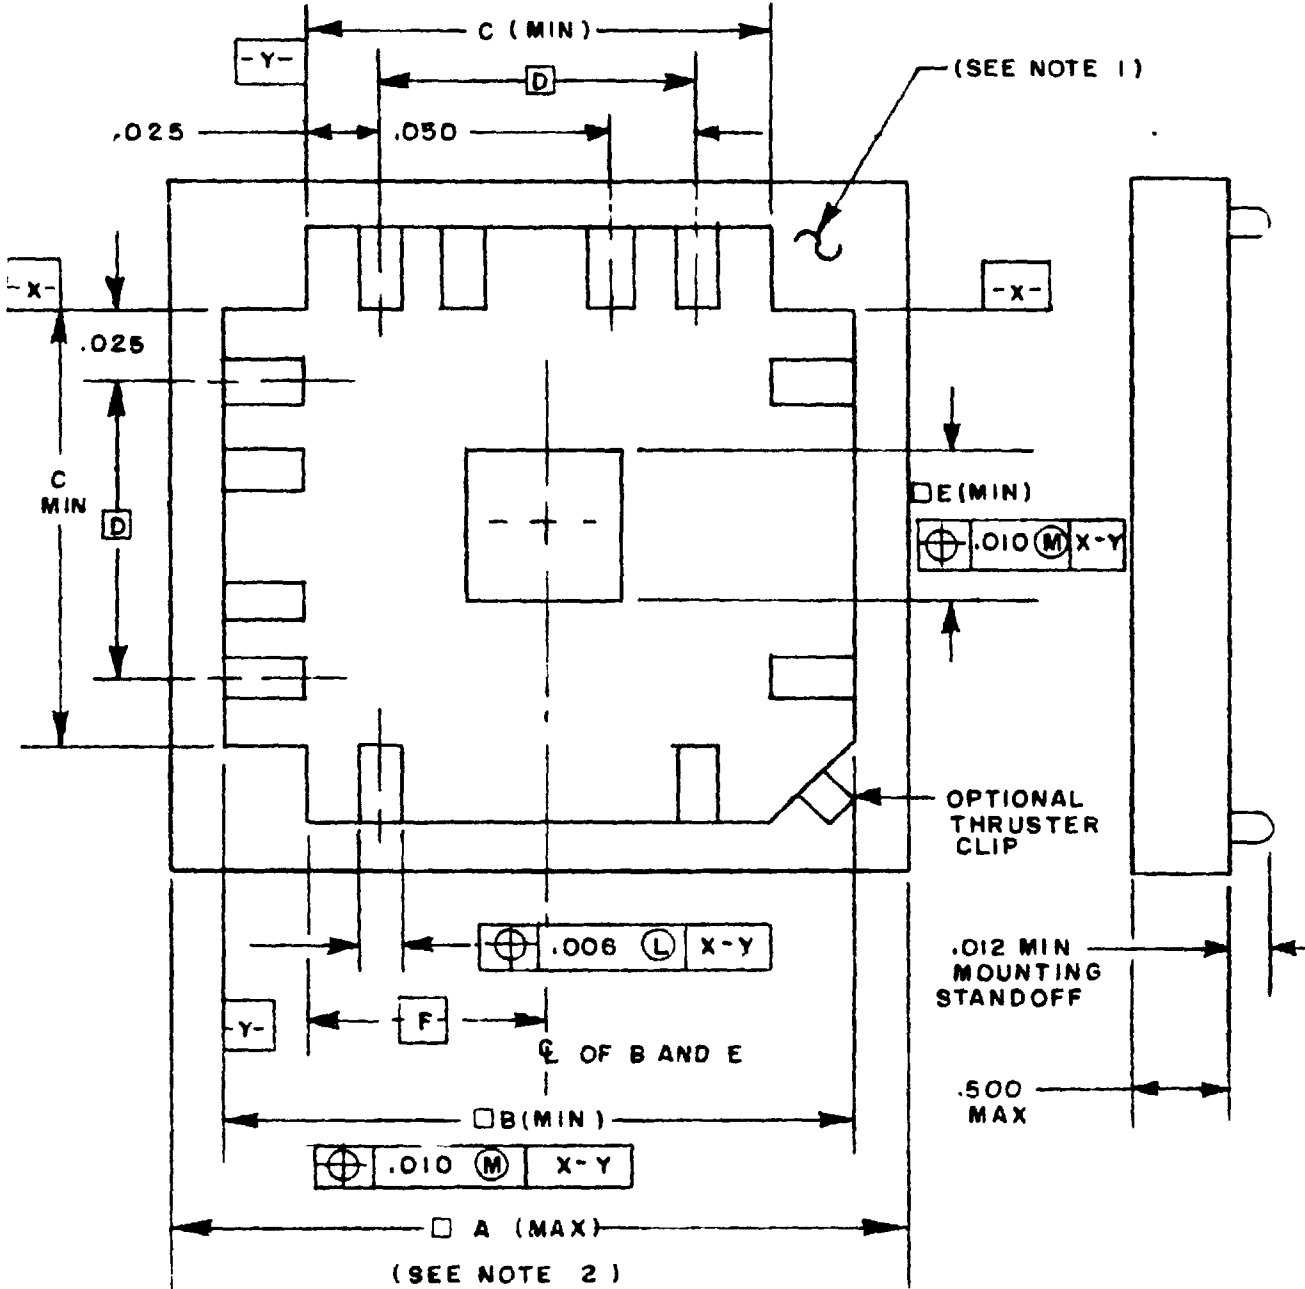 C (MIN)
-Y-
D
(SEE NOTE 1)
.025
.050
-X-
-X-
.025
C
MIN
D
□E(MIN)
⌖ .010 Ⓜ X-Y
OPTIONAL
THRUSTER
CLIP
⌖ .006 Ⓛ X-Y
.012 MIN
MOUNTING
STANDOFF
-Y-
F
℄ OF B AND E
.500
MAX
□B(MIN)
⌖ .010 Ⓜ X-Y
□ A (MAX)
(SEE NOTE 2)